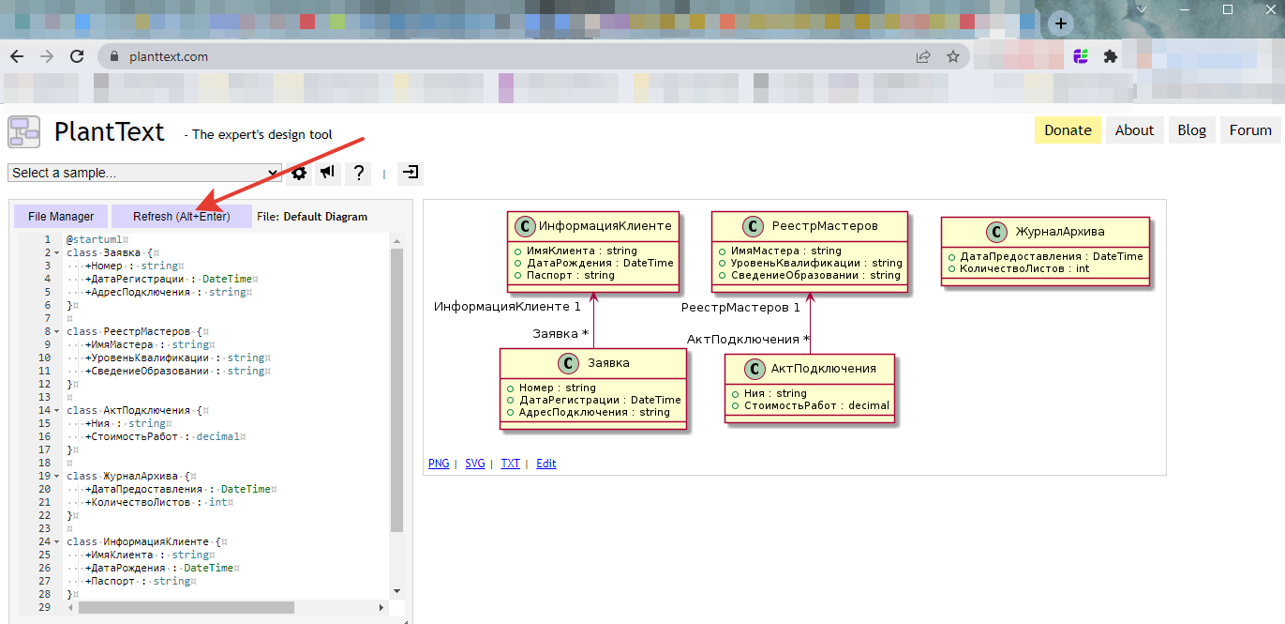 planttext.com
PlantText - The expert's design tool
Donate About Blog Forum
Select a sample...
File Manager Refresh (Alt+Enter) File: Default Diagram
1 @startuml¤
2 class·Заявка·{¤
3 ····+Номер·:·string¤
4 ····+ДатаРегистрации·:·DateTime¤
5 ····+АдресПодключения·:·string¤
6 }¤
7 ¤
8 class·РеестрМастеров·{¤
9 ····+ИмяМастера·:·string¤
10 ····+УровеньКвалификации·:·string¤
11 ····+СведениеОбразовании·:·string¤
12 }¤
13 ¤
14 class·АктПодключения·{¤
15 ····+Ния·:·string¤
16 ····+СтоимостьРабот·:·decimal¤
17 }¤
18 ¤
19 class·ЖурналАрхива·{¤
20 ····+ДатаПредоставления·:·DateTime¤
21 ····+КоличествоЛистов·:·int¤
22 }¤
23 ¤
24 class·ИнформацияКлиенте·{¤
25 ····+ИмяКлиента·:·string¤
26 ····+ДатаРождения·:·DateTime¤
27 ····+Паспорт·:·string¤
28 }¤
29
C ИнформацияКлиенте
ИмяКлиента : string
ДатаРождения : DateTime
Паспорт : string
C РеестрМастеров
ИмяМастера : string
УровеньКвалификации : string
СведениеОбразовании : string
C ЖурналАрхива
ДатаПредоставления : DateTime
КоличествоЛистов : int
ИнформацияКлиенте 1
Заявка *
РеестрМастеров 1
АктПодключения *
C Заявка
Номер : string
ДатаРегистрации : DateTime
АдресПодключения : string
C АктПодключения
Ния : string
СтоимостьРабот : decimal
PNG | SVG | TXT | Edit